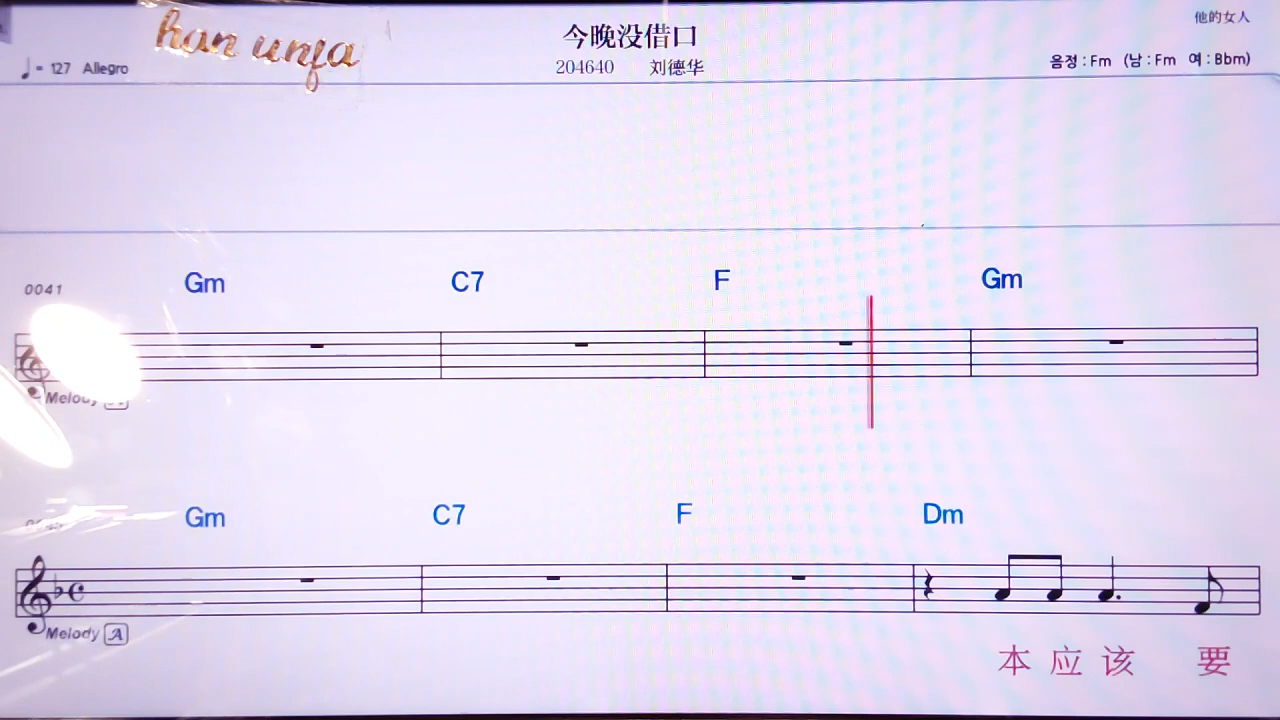 han unfa
今晚没借口
他的女人
♩= 127 Allegro
204640 刘德华
음정 : Fm (남 : Fm 여 : Bbm)
0041
Gm C7 F Gm
Melody
Gm C7 F Dm
Melody A
本 应 该 要